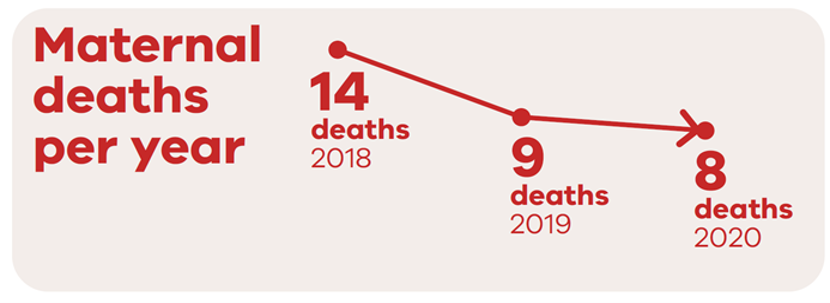 Maternal
deaths
per year
14
deaths
2018
9
deaths
2019
8
deaths
2020